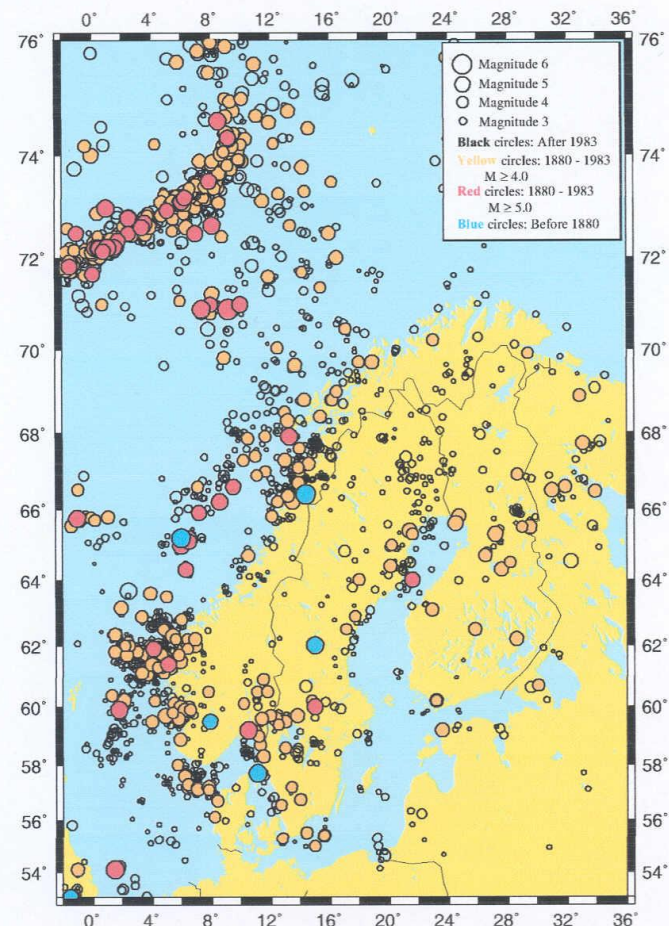 0° 4° 8° 12° 16° 20° 24° 28° 32° 36°
76° 76°
Magnitude 6
Magnitude 5
Magnitude 4
Magnitude 3
Black circles: After 1983
Yellow circles: 1880 - 1983
M ≥ 4.0
Red circles: 1880 - 1983
M ≥ 5.0
Blue circles: Before 1880
74° 74°
72° 72°
70° 70°
68° 68°
66° 66°
64° 64°
62° 62°
60° 60°
58° 58°
56° 56°
54° 54°
0° 4° 8° 12° 16° 20° 24° 28° 32° 36°